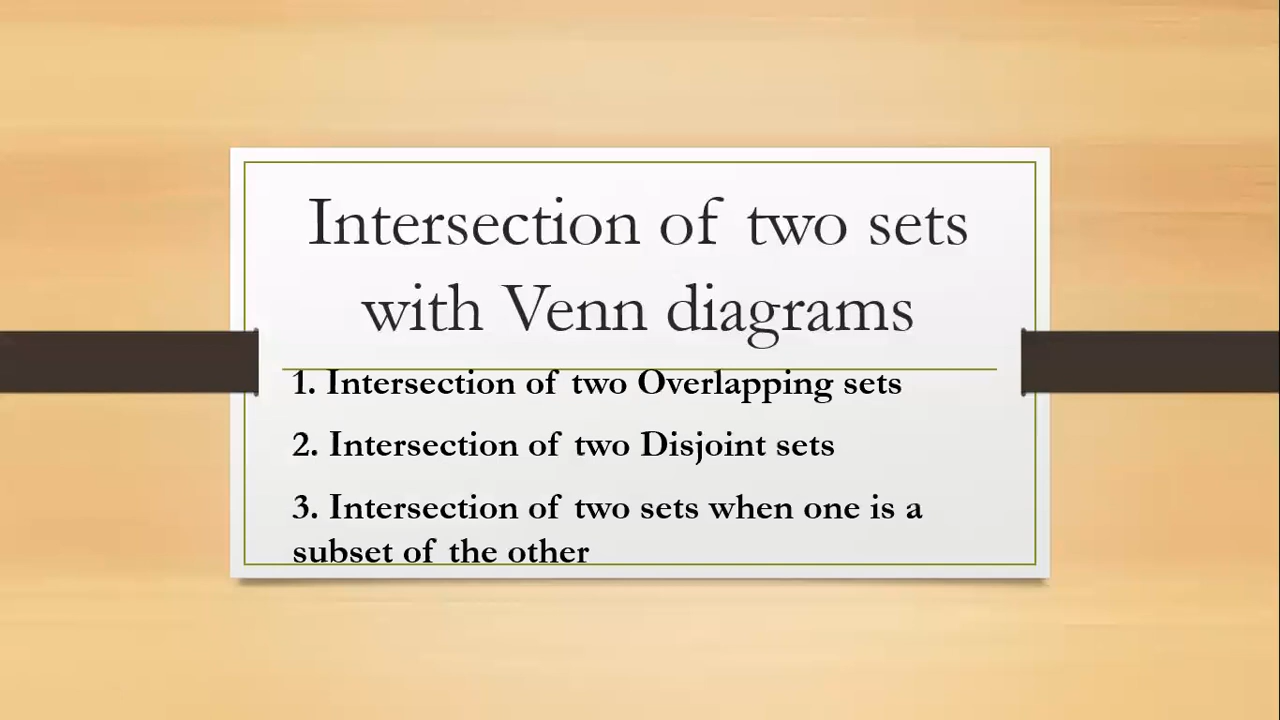 Intersection of two sets
with Venn diagrams
1. Intersection of two Overlapping sets
2. Intersection of two Disjoint sets
3. Intersection of two sets when one is a
subset of the other